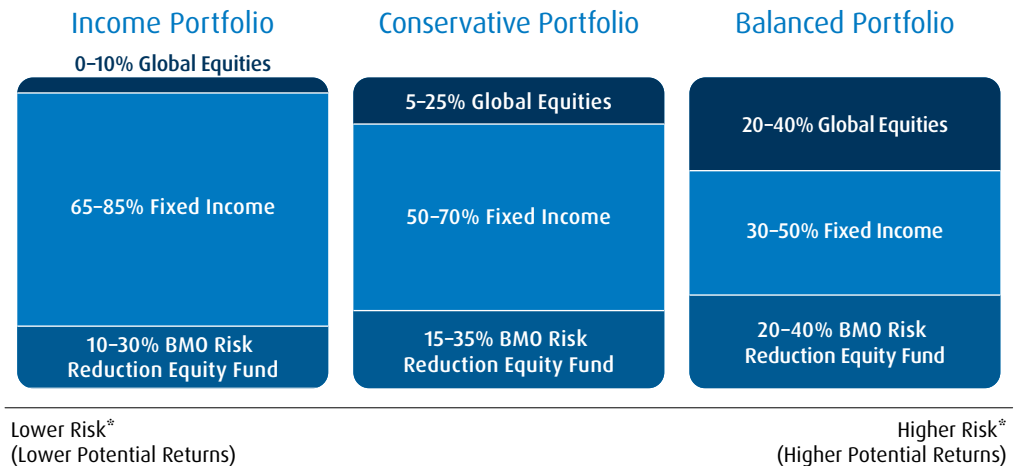 Income Portfolio
0–10% Global Equities
65–85% Fixed Income
10–30% BMO Risk
Reduction Equity Fund
Conservative Portfolio
5–25% Global Equities
50–70% Fixed Income
15–35% BMO Risk
Reduction Equity Fund
Balanced Portfolio
20–40% Global Equities
30–50% Fixed Income
20–40% BMO Risk
Reduction Equity Fund
Lower Risk*
(Lower Potential Returns)
Higher Risk*
(Higher Potential Returns)